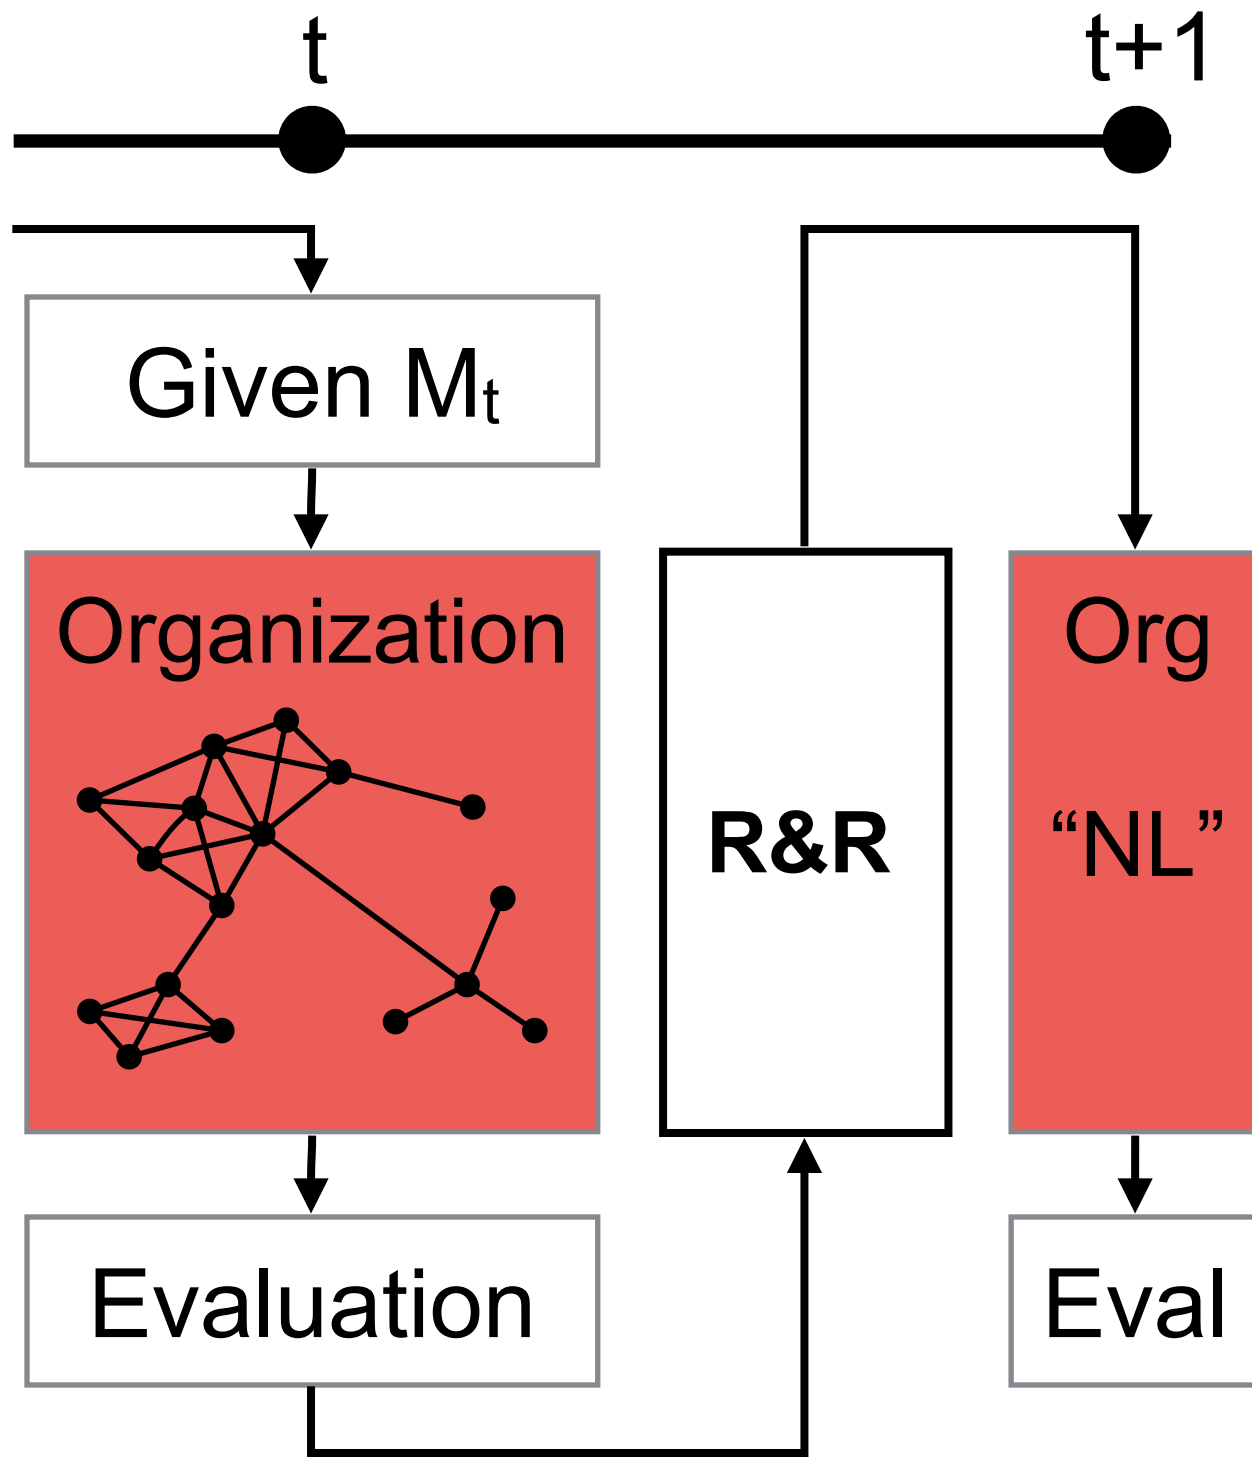 t
t+1
Given Mt
Organization
Org
R&R
“NL”
Evaluation
Eval